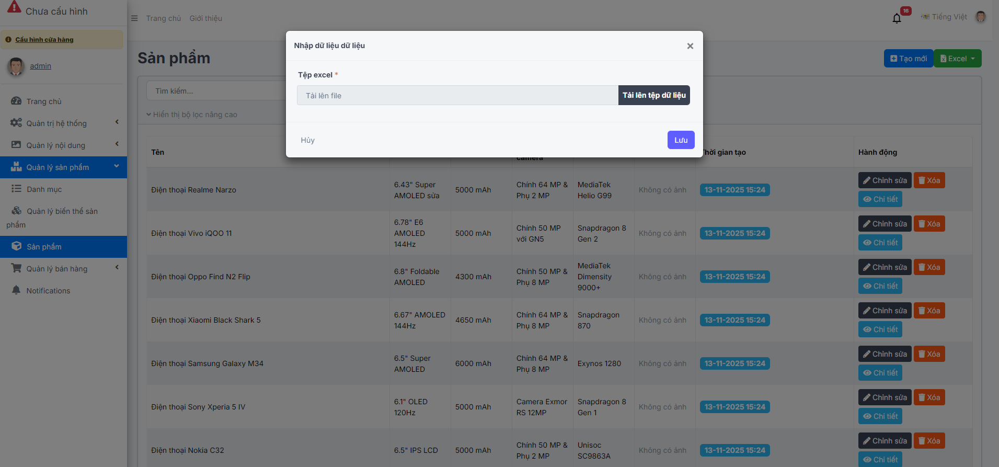 Chưa cấu hình
Cấu hình cửa hàng
admin
Trang chủ
Quản trị hệ thống
Quản lý nội dung
Quản lý sản phẩm
Danh mục
Quản lý biến thể sản
phẩm
Sản phẩm
Quản lý bán hàng
Notifications
Trang chủ Giới thiệu
16
Tiếng Việt
Sản phẩm
Tạo mới
Excel
Tìm kiếm...
Hiển thị bộ lọc nâng cao
Nhập dữ liệu dữ liệu
×
Tệp excel *
Tải lên file
Tải lên tệp dữ liệu
Hủy
Lưu
Tên
camera
Thời gian tạo
Hành động
Điện thoại Realme Narzo
6.43" Super
AMOLED sửa
5000 mAh
Chính 64 MP &
Phụ 2 MP
MediaTek
Helio G99
Không có ảnh
13-11-2025 15:24
Chỉnh sửa
Xóa
Chi tiết
Điện thoại Vivo iQOO 11
6.78" E6
AMOLED
144Hz
5000 mAh
Chính 50 MP
với GN5
Snapdragon 8
Gen 2
Không có ảnh
13-11-2025 15:24
Chỉnh sửa
Xóa
Chi tiết
Điện thoại Oppo Find N2 Flip
6.8" Foldable
AMOLED
4300 mAh
Chính 50 MP &
Phụ 8 MP
MediaTek
Dimensity
9000+
Không có ảnh
13-11-2025 15:24
Chỉnh sửa
Xóa
Chi tiết
Điện thoại Xiaomi Black Shark 5
6.67" AMOLED
144Hz
4650 mAh
Chính 64 MP &
Phụ 8 MP
Snapdragon
870
Không có ảnh
13-11-2025 15:24
Chỉnh sửa
Xóa
Chi tiết
Điện thoại Samsung Galaxy M34
6.5" Super
AMOLED
6000 mAh
Chính 64 MP &
Phụ 8 MP
Exynos 1280
Không có ảnh
13-11-2025 15:24
Chỉnh sửa
Xóa
Chi tiết
Điện thoại Sony Xperia 5 IV
6.1" OLED
120Hz
5000 mAh
Camera Exmor
RS 12MP
Snapdragon 8
Gen 1
Không có ảnh
13-11-2025 15:24
Chỉnh sửa
Xóa
Chi tiết
Điện thoại Nokia C32
6.5" IPS LCD
5000 mAh
Chính 50 MP &
Phụ 2 MP
Unisoc
SC9863A
Không có ảnh
13-11-2025 15:24
Chỉnh sửa
Xóa
Chi tiết